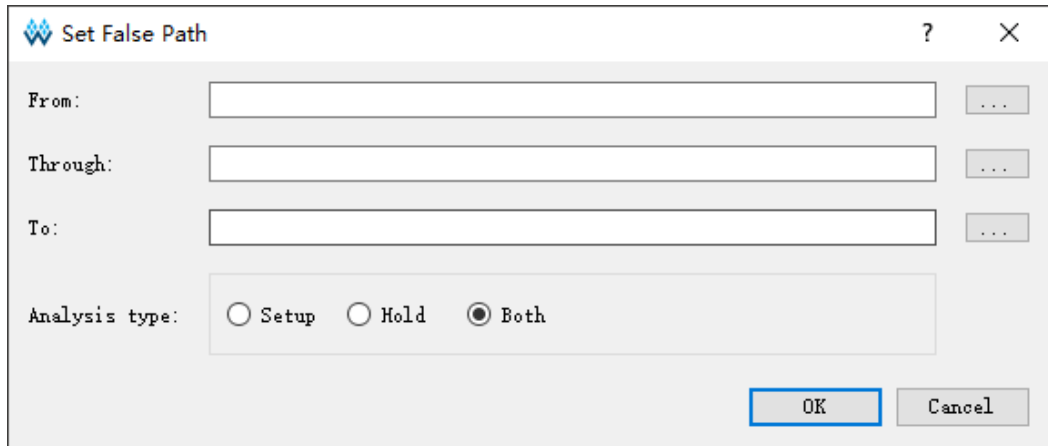 Set False Path ?
From: ...
Through: ...
To: ...
Analysis type: Setup Hold Both
OK Cancel